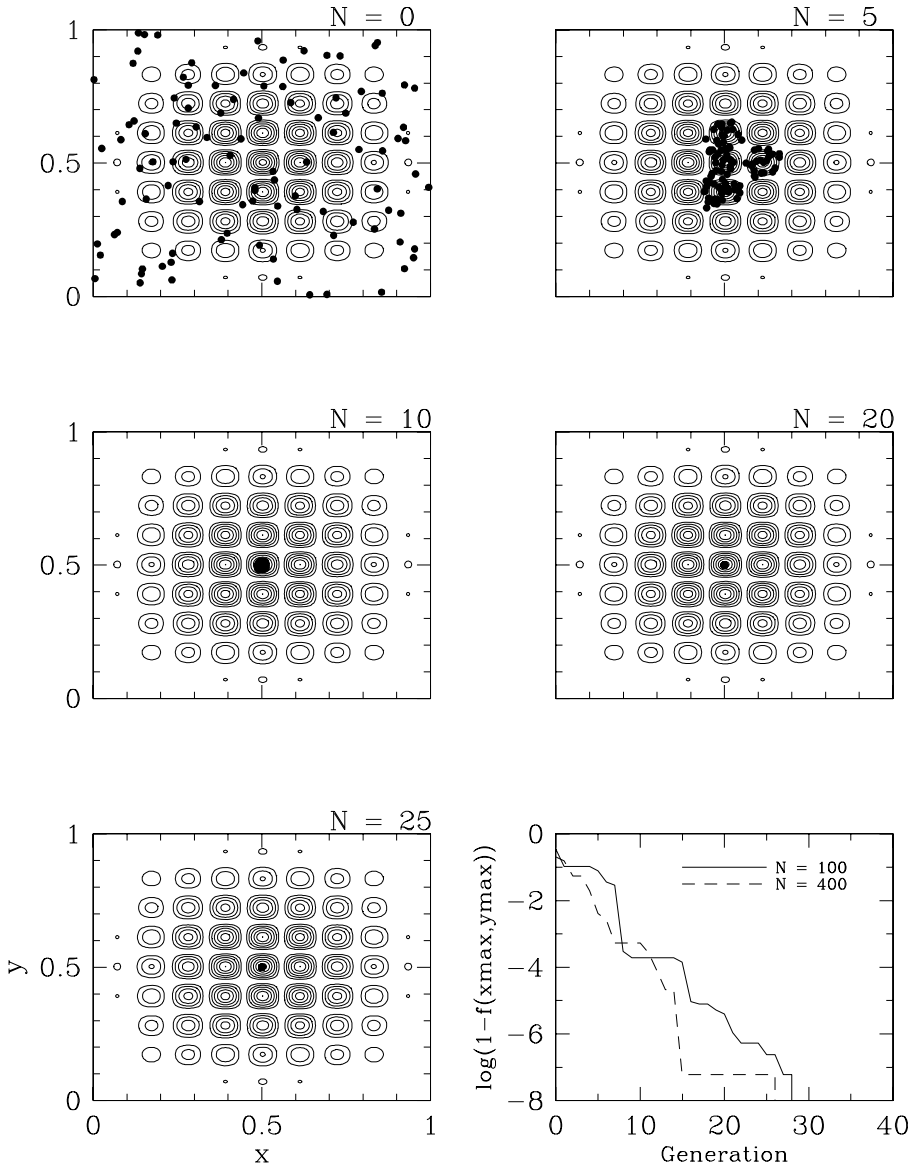 N = 0
N = 5
1
0.5
0
N = 10
N = 20
1
0.5
0
N = 25
1
y
0.5
0
0
0.5
1
x
0
−2
−4
−6
−8
log(1−f(xmax,ymax))
N = 100
N = 400
0
10
20
30
40
Generation